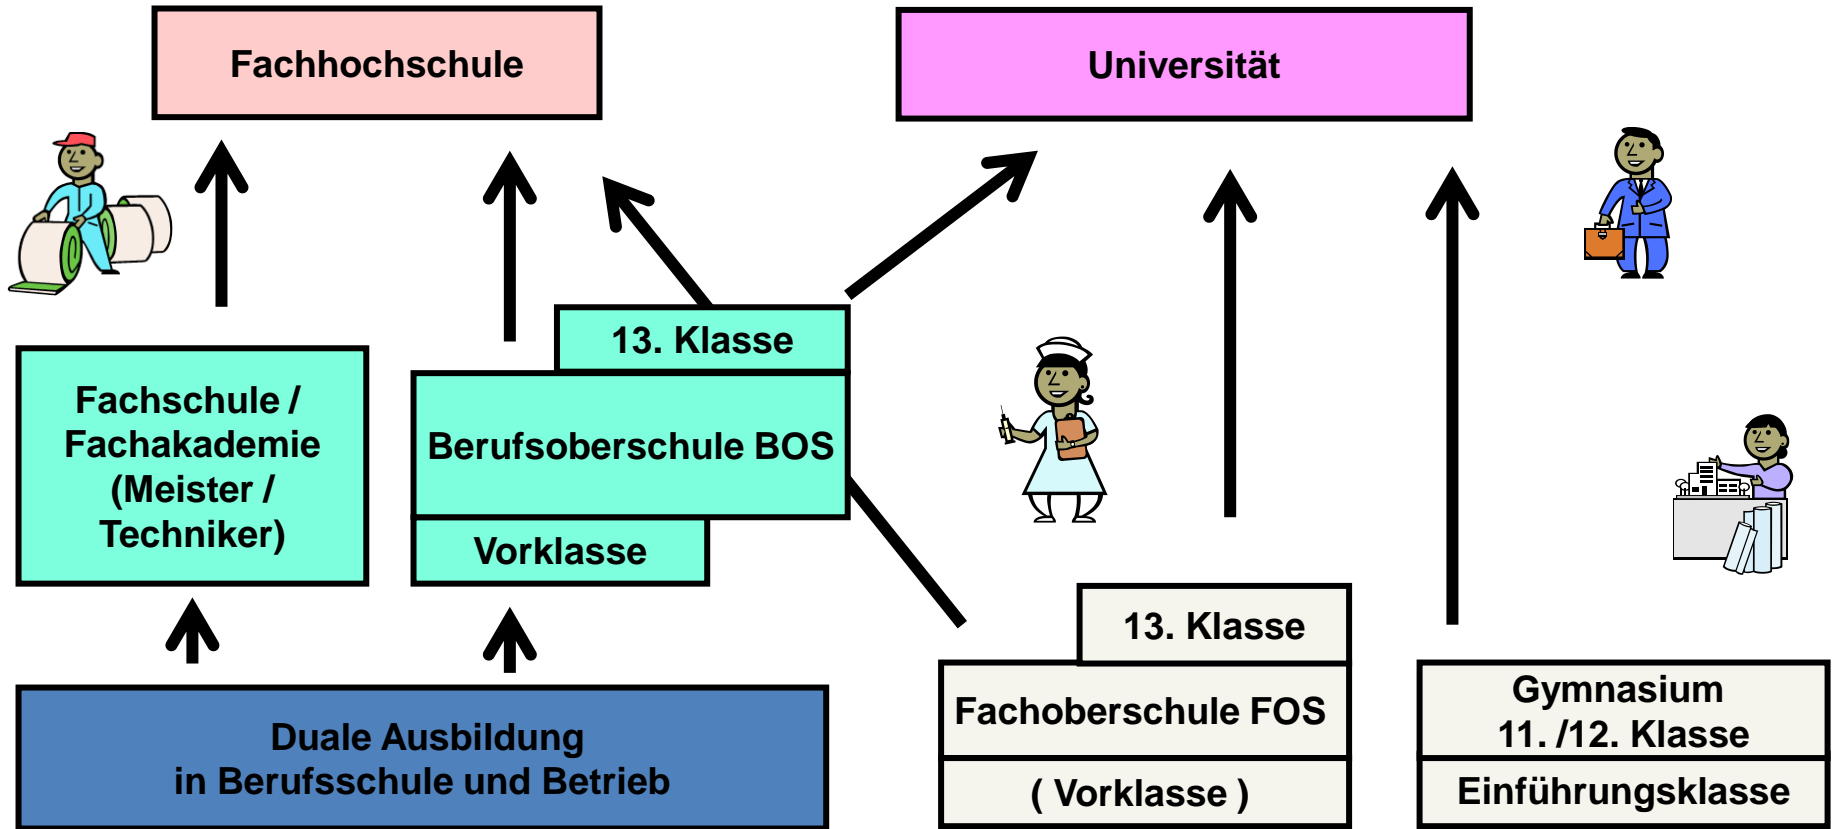 Fachhochschule
Universität
13. Klasse
Fachschule /
Fachakademie
(Meister /
Techniker)
Berufsoberschule BOS
Vorklasse
13. Klasse
Fachoberschule FOS
( Vorklasse )
Gymnasium
11. /12. Klasse
Einführungsklasse
Duale Ausbildung
in Berufsschule und Betrieb